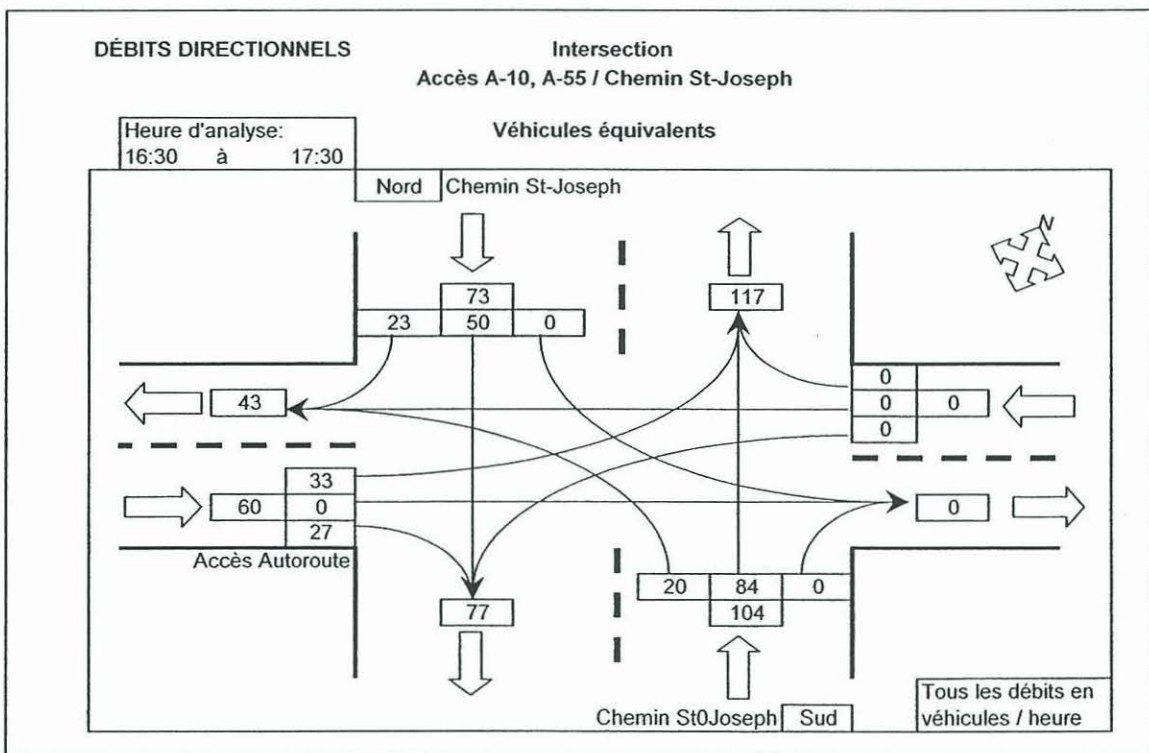 DÉBITS DIRECTIONNELS
Intersection
Accès A-10, A-55 / Chemin St-Joseph
Heure d'analyse:
16:30 à 17:30
Véhicules équivalents
Nord Chemin St-Joseph
N
73
23 50 0
117
0
43
0 0
0
33
60 0
27
0
Accès Autoroute
20 84 0
77
104
Chemin St0Joseph Sud
Tous les débits en
véhicules / heure